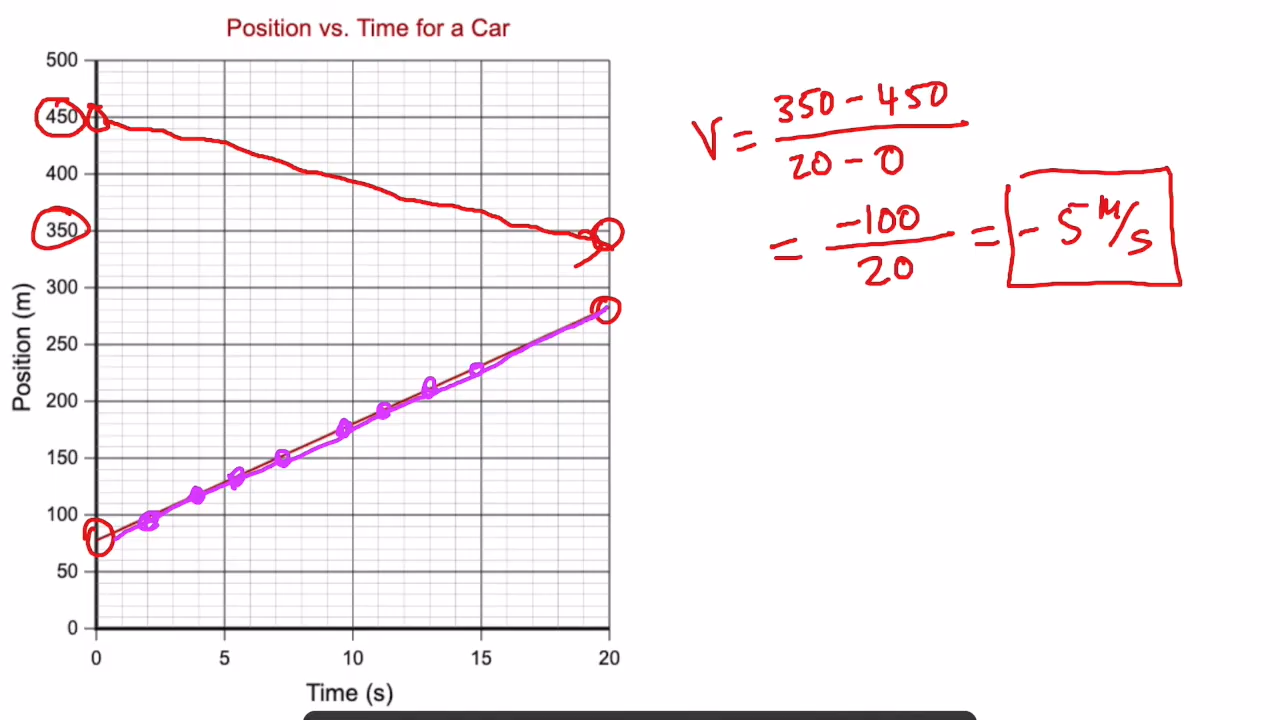 Position vs. Time for a Car
Position (m)
500
450
400
350
300
250
200
150
100
50
0
0 5 10 15 20
Time (s)
V = 350 - 450
20 - 0
= -100
20
= - 5 M/s